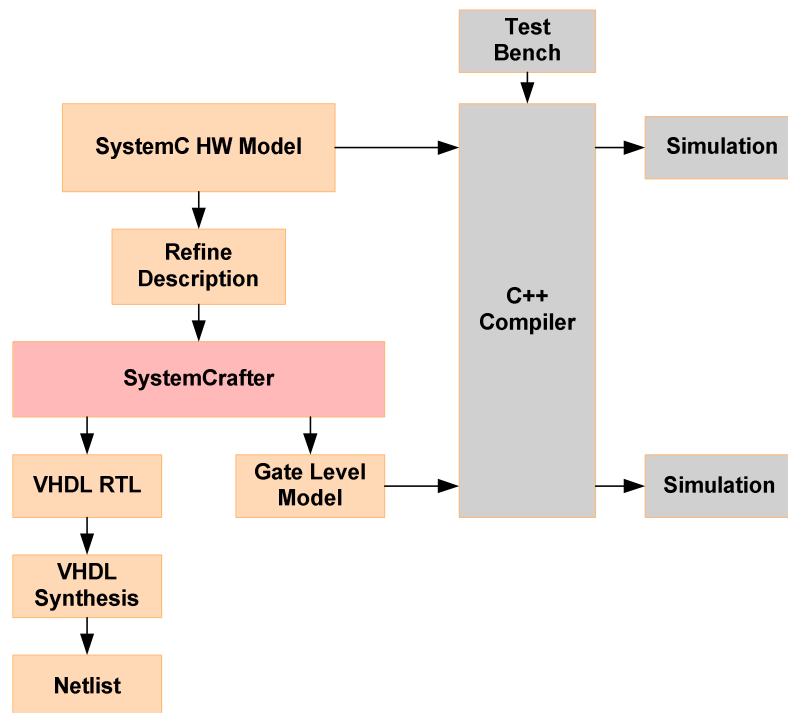 Test
Bench
SystemC HW Model
Simulation
Refine
Description
C++
Compiler
SystemCrafter
VHDL RTL
Gate Level
Model
Simulation
VHDL
Synthesis
Netlist